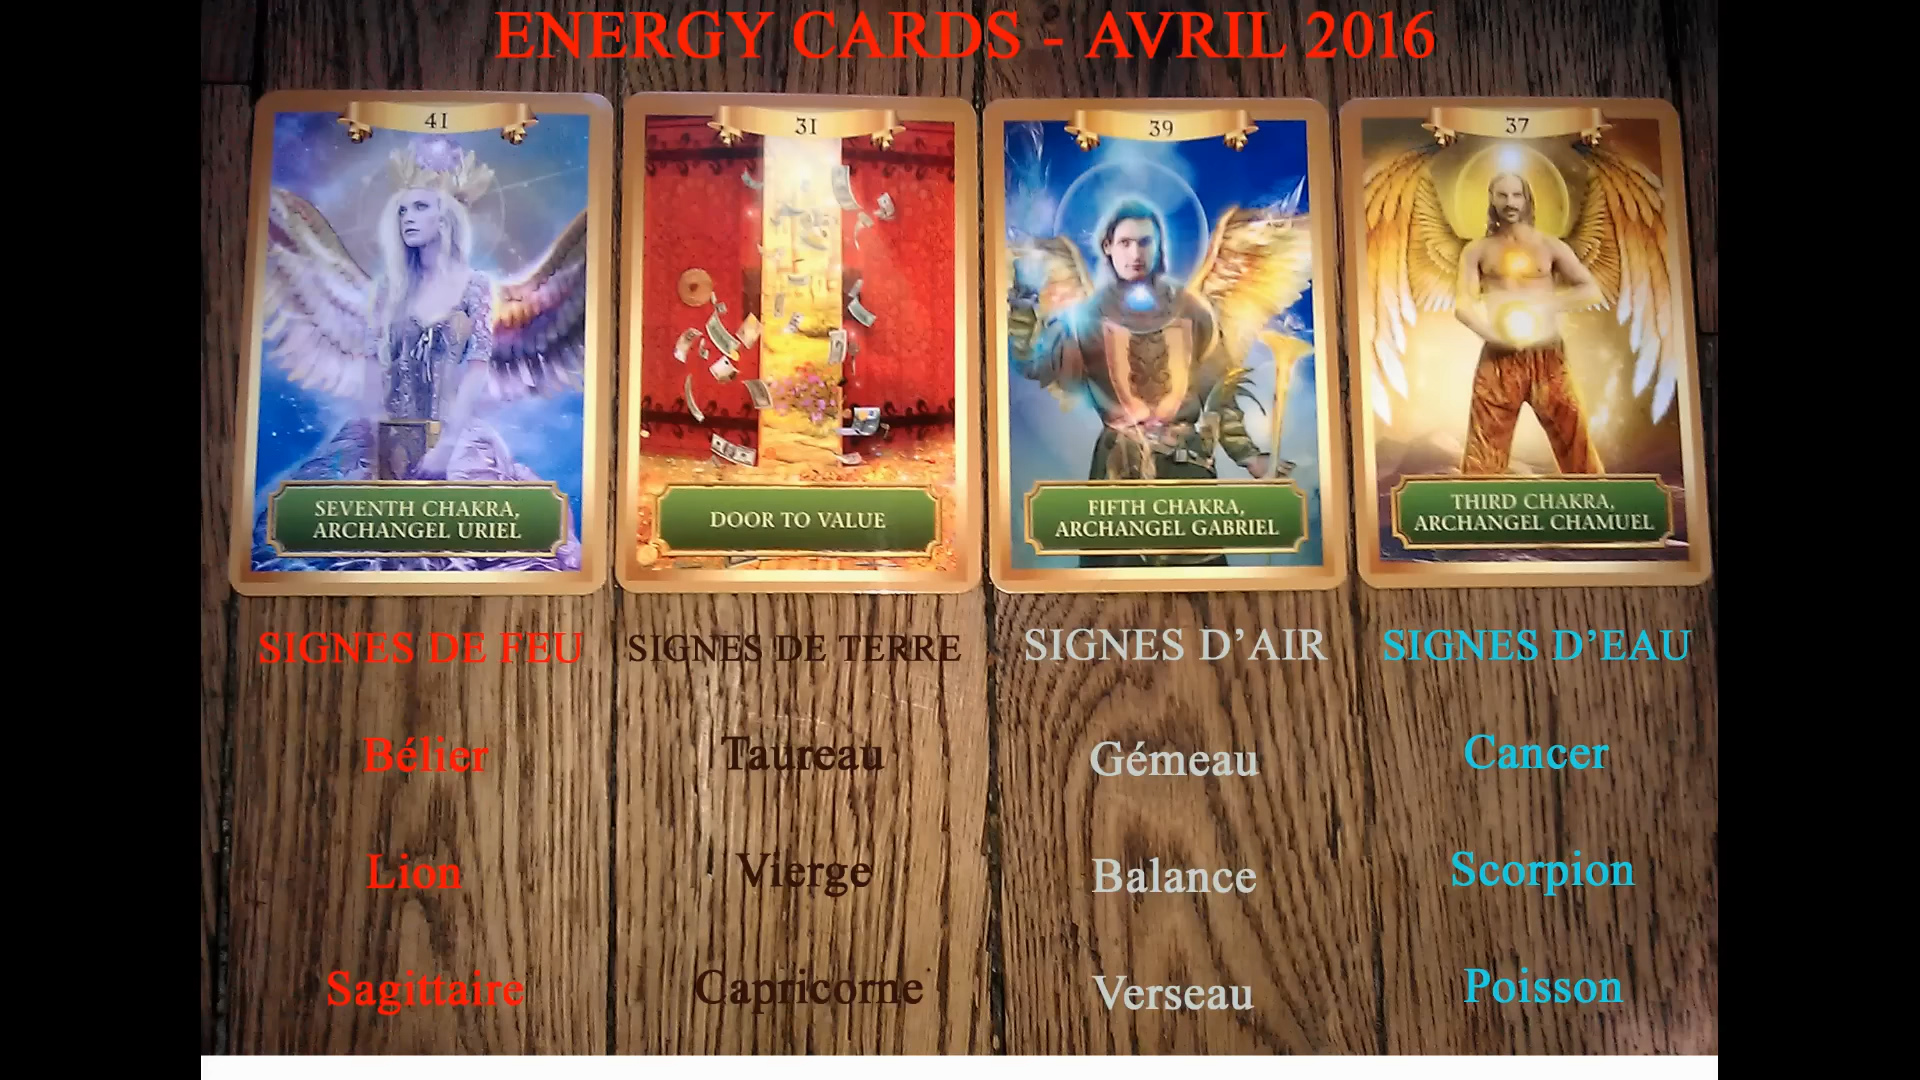 ENERGY CARDS - AVRIL 2016
41
SEVENTH CHAKRA,
ARCHANGEL URIEL
31
DOOR TO VALUE
39
FIFTH CHAKRA,
ARCHANGEL GABRIEL
37
THIRD CHAKRA,
ARCHANGEL CHAMUEL
SIGNES DE FEU
Bélier
Lion
Sagittaire
SIGNES DE TERRE
Taureau
Vierge
Capricorne
SIGNES D’AIR
Gémeau
Balance
Verseau
SIGNES D’EAU
Cancer
Scorpion
Poisson